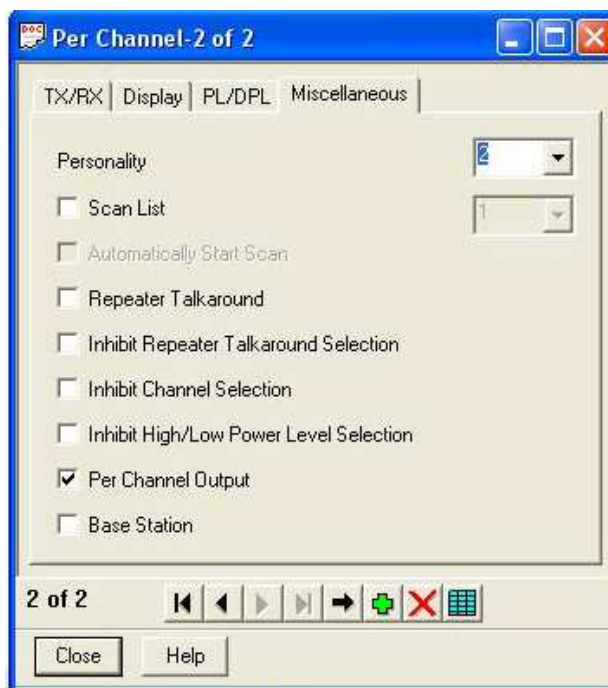 Per Channel-2 of 2
TX/RX Display PL/DPL Miscellaneous
Personality 2
Scan List 1
Automatically Start Scan
Repeater Talkaround
Inhibit Repeater Talkaround Selection
Inhibit Channel Selection
Inhibit High/Low Power Level Selection
Per Channel Output
Base Station
2 of 2
Close Help